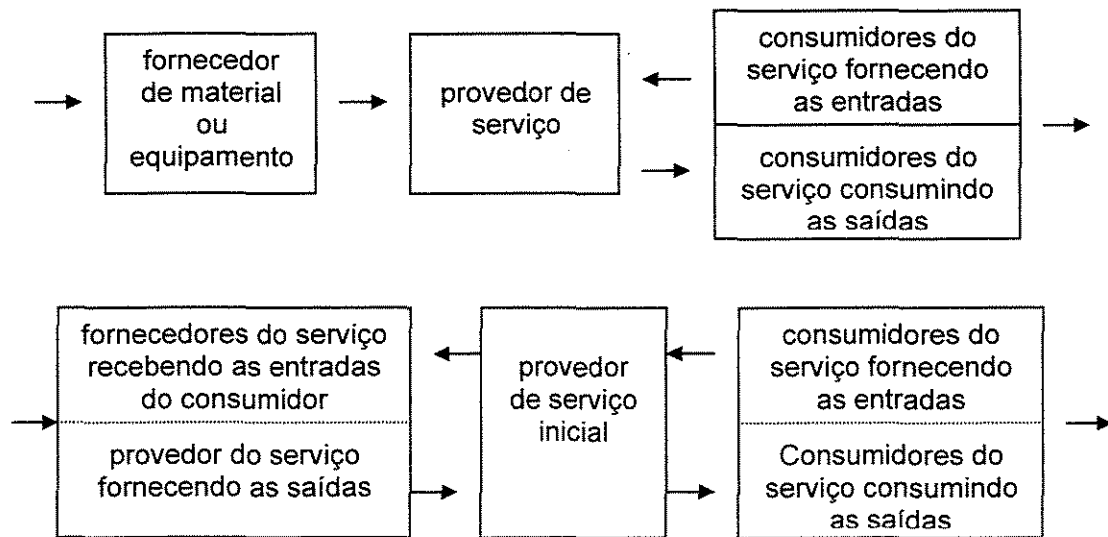 fornecedor
de material
ou
equipamento
provedor de
serviço
consumidores do
serviço fornecendo
as entradas
consumidores do
serviço consumindo
as saídas
fornecedores do serviço
recebendo as entradas
do consumidor
provedor do serviço
fornecendo as saídas
provedor
de serviço
inicial
consumidores do
serviço fornecendo
as entradas
Consumidores do
serviço consumindo
as saídas